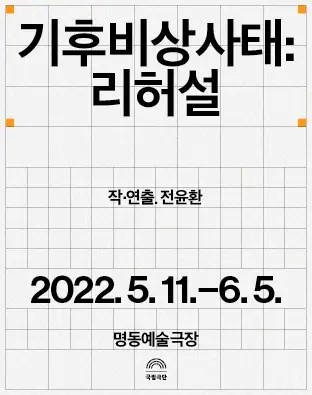 기후비상사태:
리허설
작·연출. 전윤환
2022. 5. 11.–6. 5.
명동예술극장
국립극단